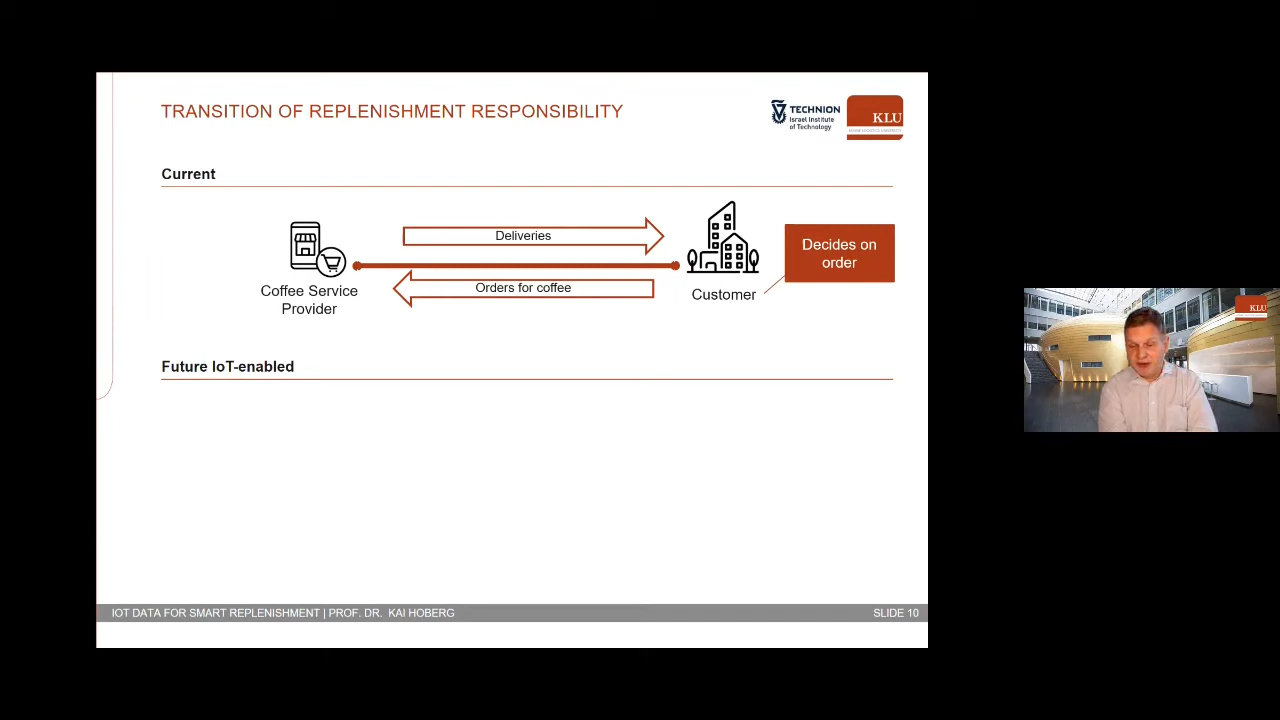 TRANSITION OF REPLENISHMENT RESPONSIBILITY
TECHNION
Israel Institute
of Technology
KLU
Current
Deliveries
Decides on
order
Orders for coffee
Coffee Service
Provider
Customer
Future IoT-enabled
KLU
IOT DATA FOR SMART REPLENISHMENT | PROF. DR. KAI HOBERG
SLIDE 10